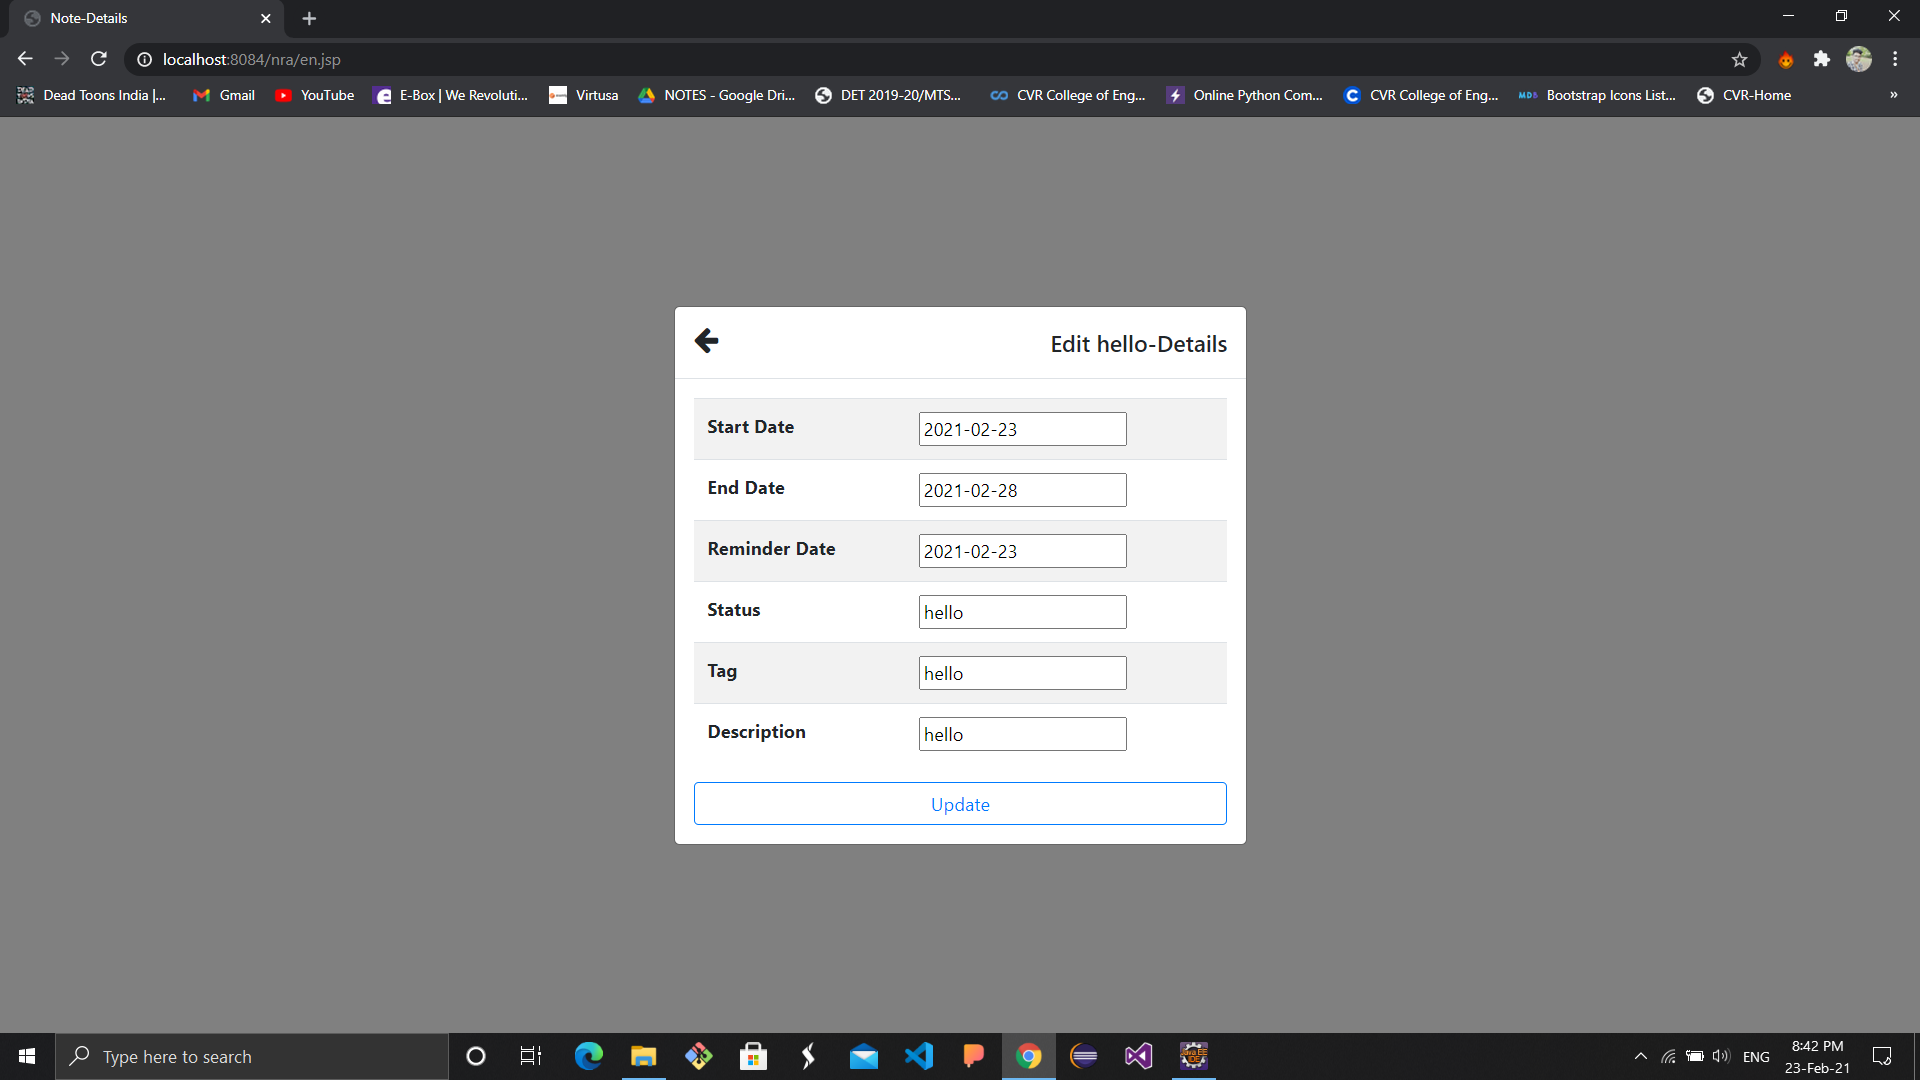 Note-Details
localhost:8084/nra/en.jsp
Dead Toons India |... Gmail YouTube E-Box | We Revoluti... Virtusa NOTES - Google Dri... DET 2019-20/MTS... CVR College of Eng... Online Python Com... CVR College of Eng... MDB Bootstrap Icons List... CVR-Home »
Edit hello-Details
Start Date 2021-02-23
End Date 2021-02-28
Reminder Date 2021-02-23
Status hello
Tag hello
Description hello
Update
Type here to search
ENG
8:42 PM
23-Feb-21